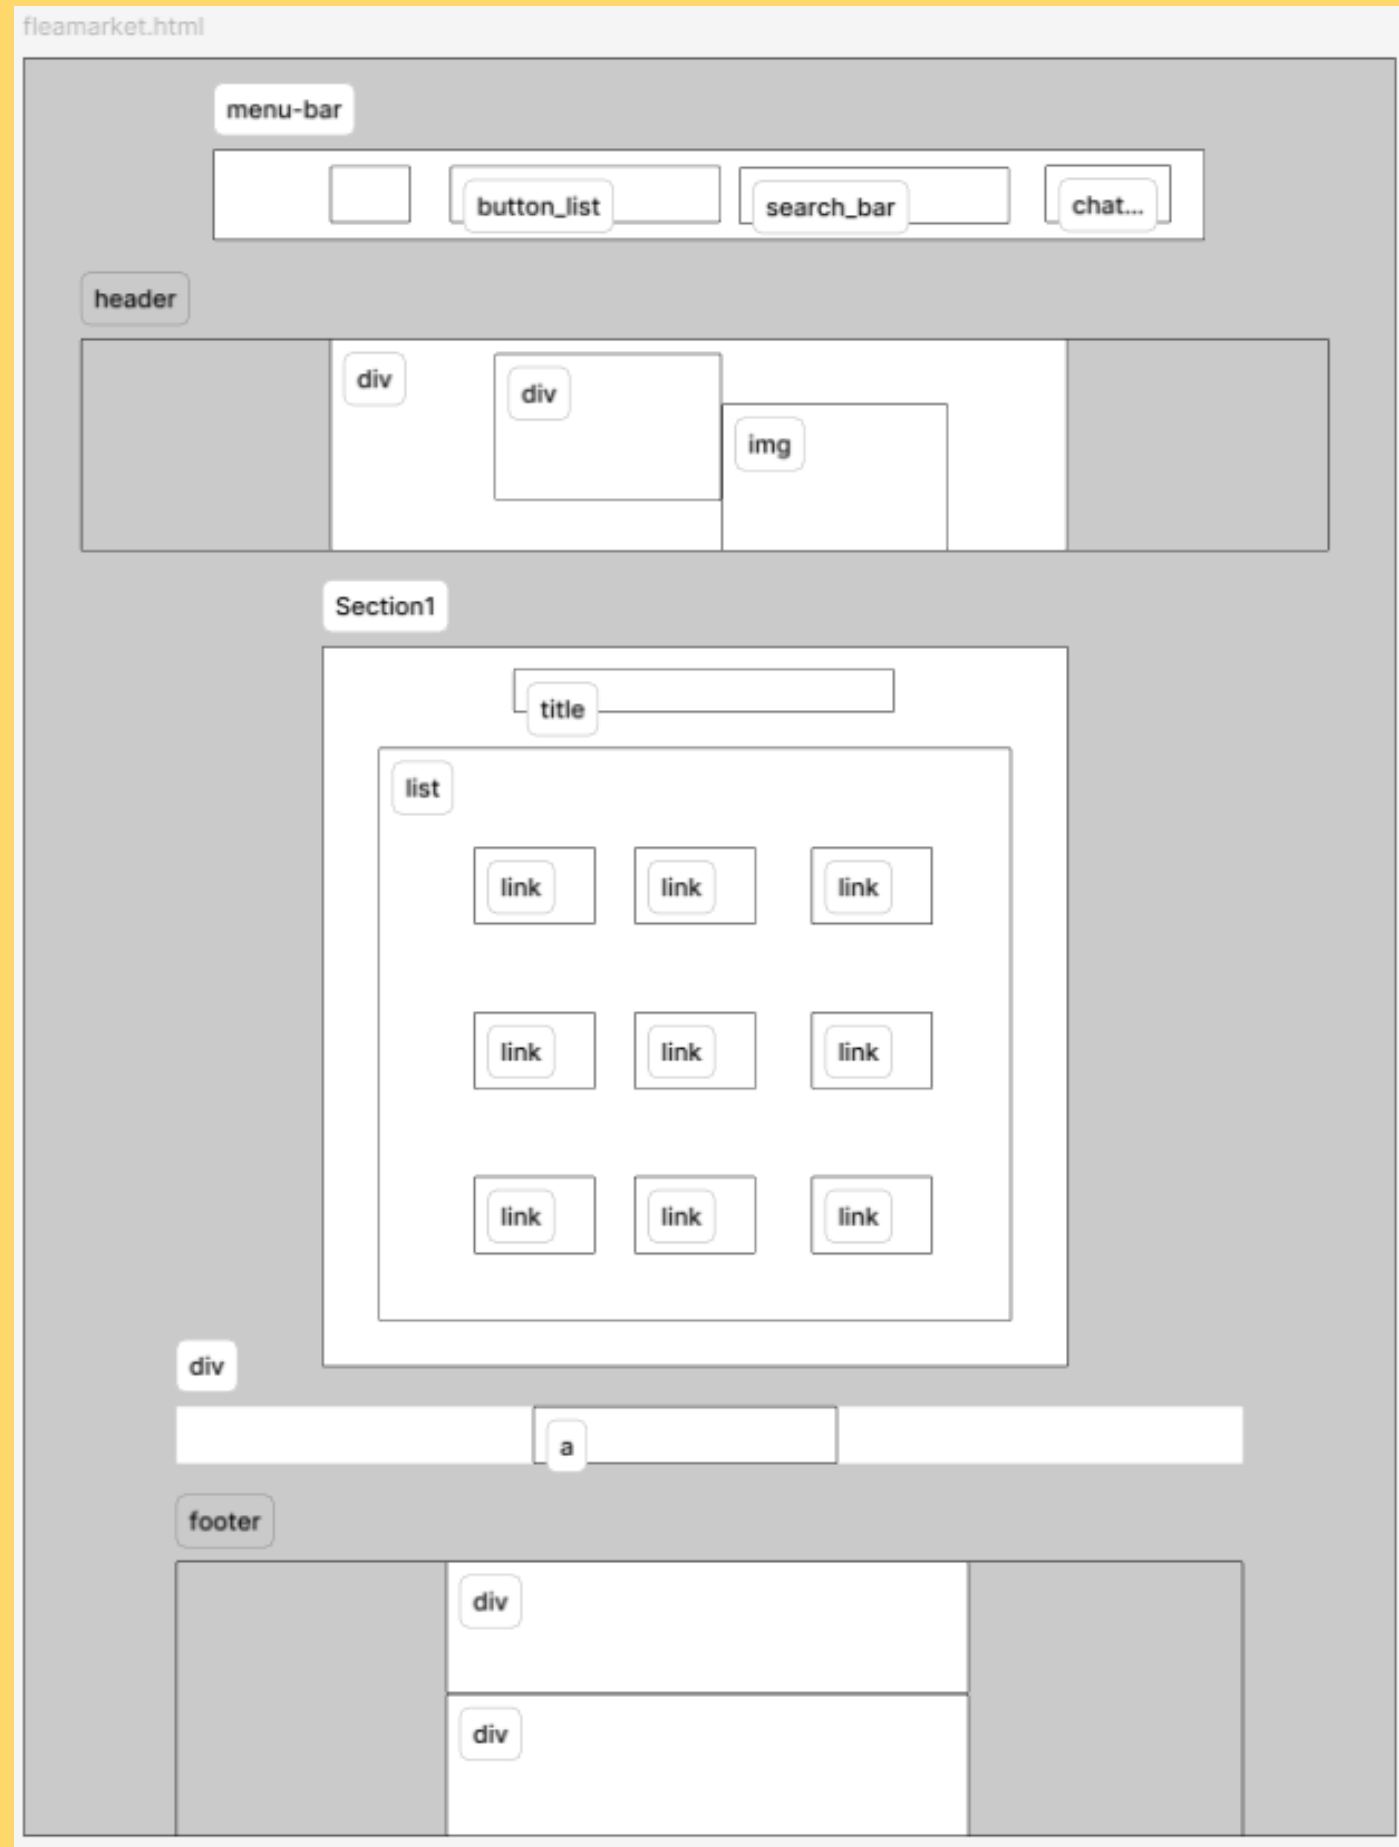 fleamarket.html
menu-bar
button_list search_bar chat...
header
div div
img
Section1
title
list
link link link
link link link
link link link
div
a
footer
div
div